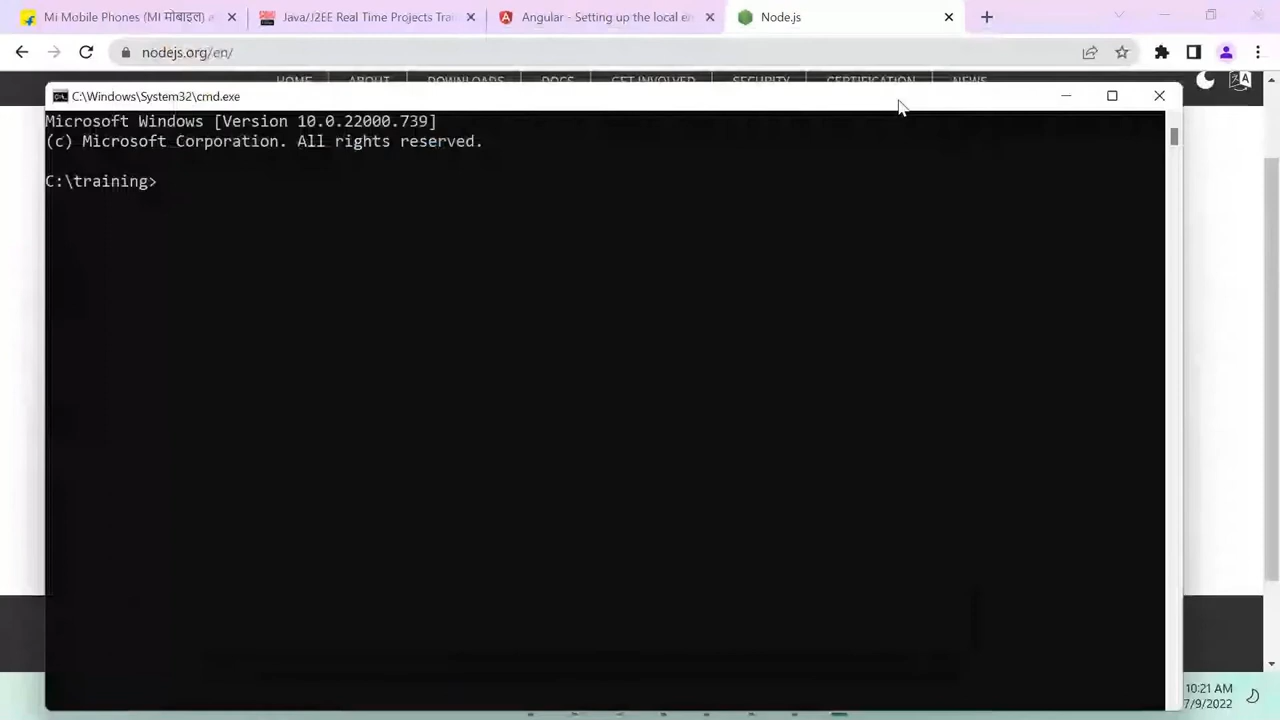 Mi Mobile Phones (MI मोबाइल) a
Java/J2EE Real Time Projects Tra
Angular - Setting up the local e
Node.js
nodejs.org/en/
HOME
ABOUT
DOWNLOADS
DOCS
GET INVOLVED
SECURITY
CERTIFICATION
NEWS
C:\Windows\System32\cmd.exe
Microsoft Windows [Version 10.0.22000.739]
(c) Microsoft Corporation. All rights reserved.
C:\training>
10:21 AM
7/9/2022